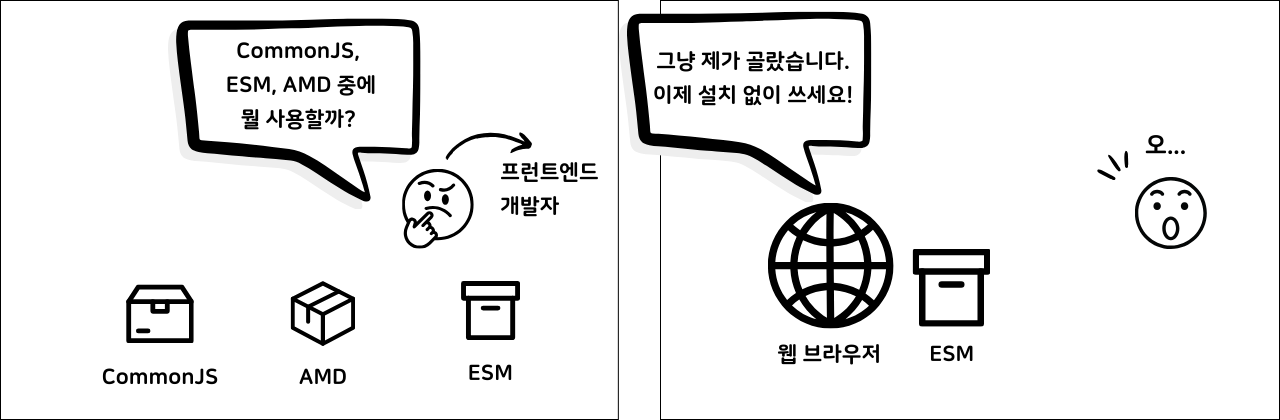 CommonJS,
ESM, AMD 중에
뭘 사용할까?
프런트엔드
개발자
CommonJS
AMD
ESM
그냥 제가 골랐습니다.
이제 설치 없이 쓰세요!
오...
웹 브라우저
ESM